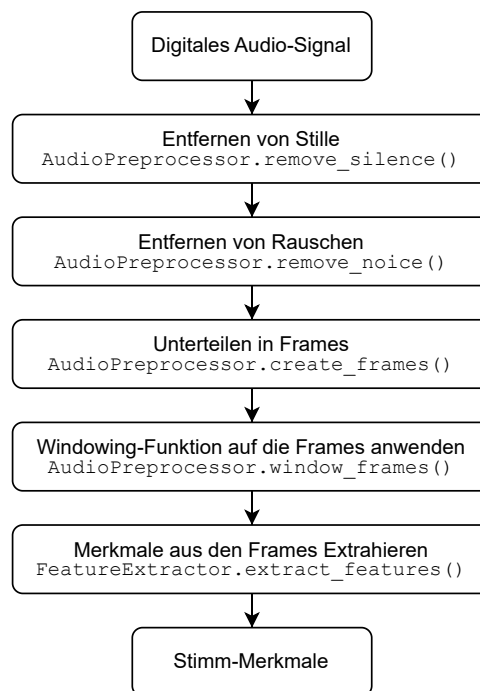 Digitales Audio-Signal
Entfernen von Stille
AudioPreprocessor.remove_silence()
Entfernen von Rauschen
AudioPreprocessor.remove_noice()
Unterteilen in Frames
AudioPreprocessor.create_frames()
Windowing-Funktion auf die Frames anwenden
AudioPreprocessor.window_frames()
Merkmale aus den Frames Extrahieren
FeatureExtractor.extract_features()
Stimm-Merkmale